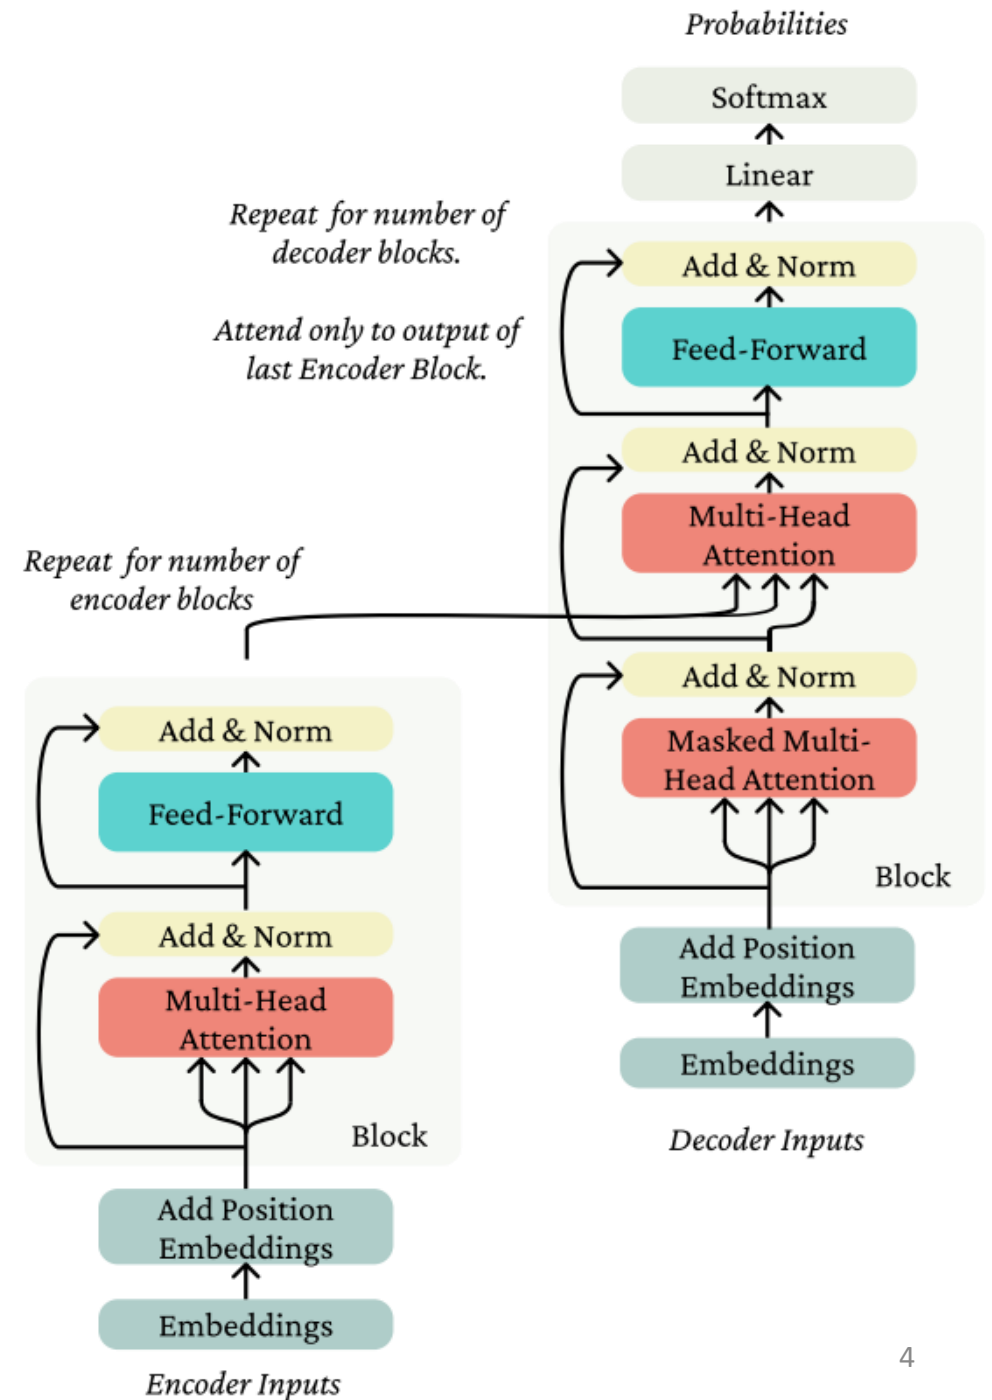 Probabilities
Softmax
Linear
Repeat for number of
decoder blocks.
Attend only to output of
last Encoder Block.
Add & Norm
Feed-Forward
Add & Norm
Multi-Head
Attention
Add & Norm
Masked Multi-
Head Attention
Block
Add Position
Embeddings
Embeddings
Decoder Inputs
Repeat for number of
encoder blocks
Add & Norm
Feed-Forward
Add & Norm
Multi-Head
Attention
Block
Add Position
Embeddings
Embeddings
Encoder Inputs
4